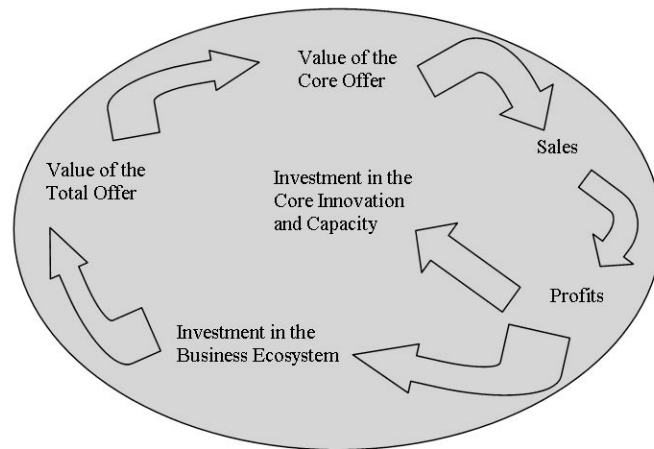 Value of the
Core Offer
Sales
Value of the
Total Offer
Investment in the
Core Innovation
and Capacity
Profits
Investment in the
Business Ecosystem